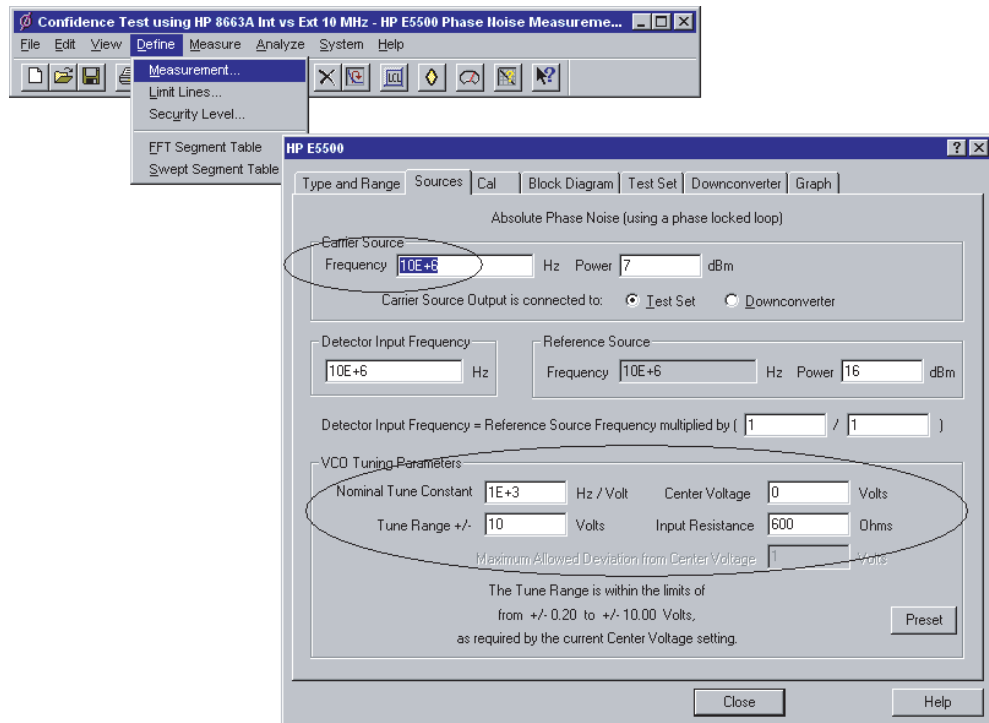 Confidence Test using HP 8663A Int vs Ext 10 MHz - HP E5500 Phase Noise Measureme...
File Edit View Define Measure Analyze System Help
Measurement...
LCL
Limit Lines...
Security Level...
FFT Segment Table
Swept Segment Table
HP E5500
Type and Range Sources Cal Block Diagram Test Set Downconverter Graph
Absolute Phase Noise (using a phase locked loop)
Carrier Source
Frequency 10E+6 Hz Power 7 dBm
Carrier Source Output is connected to: Test Set Downconverter
Detector Input Frequency
10E+6 Hz
Reference Source
Frequency 10E+6 Hz Power 16 dBm
Detector Input Frequency = Reference Source Frequency multiplied by ( 1 / 1 )
VCO Tuning Parameters
Nominal Tune Constant 1E+3 Hz / Volt Center Voltage 0 Volts
Tune Range +/- 10 Volts Input Resistance 600 Ohms
Maximum Allowed Deviation from Center Voltage 1 Volts
The Tune Range is within the limits of
from +/- 0.20 to +/- 10.00 Volts,
as required by the current Center Voltage setting.
Preset
Close Help